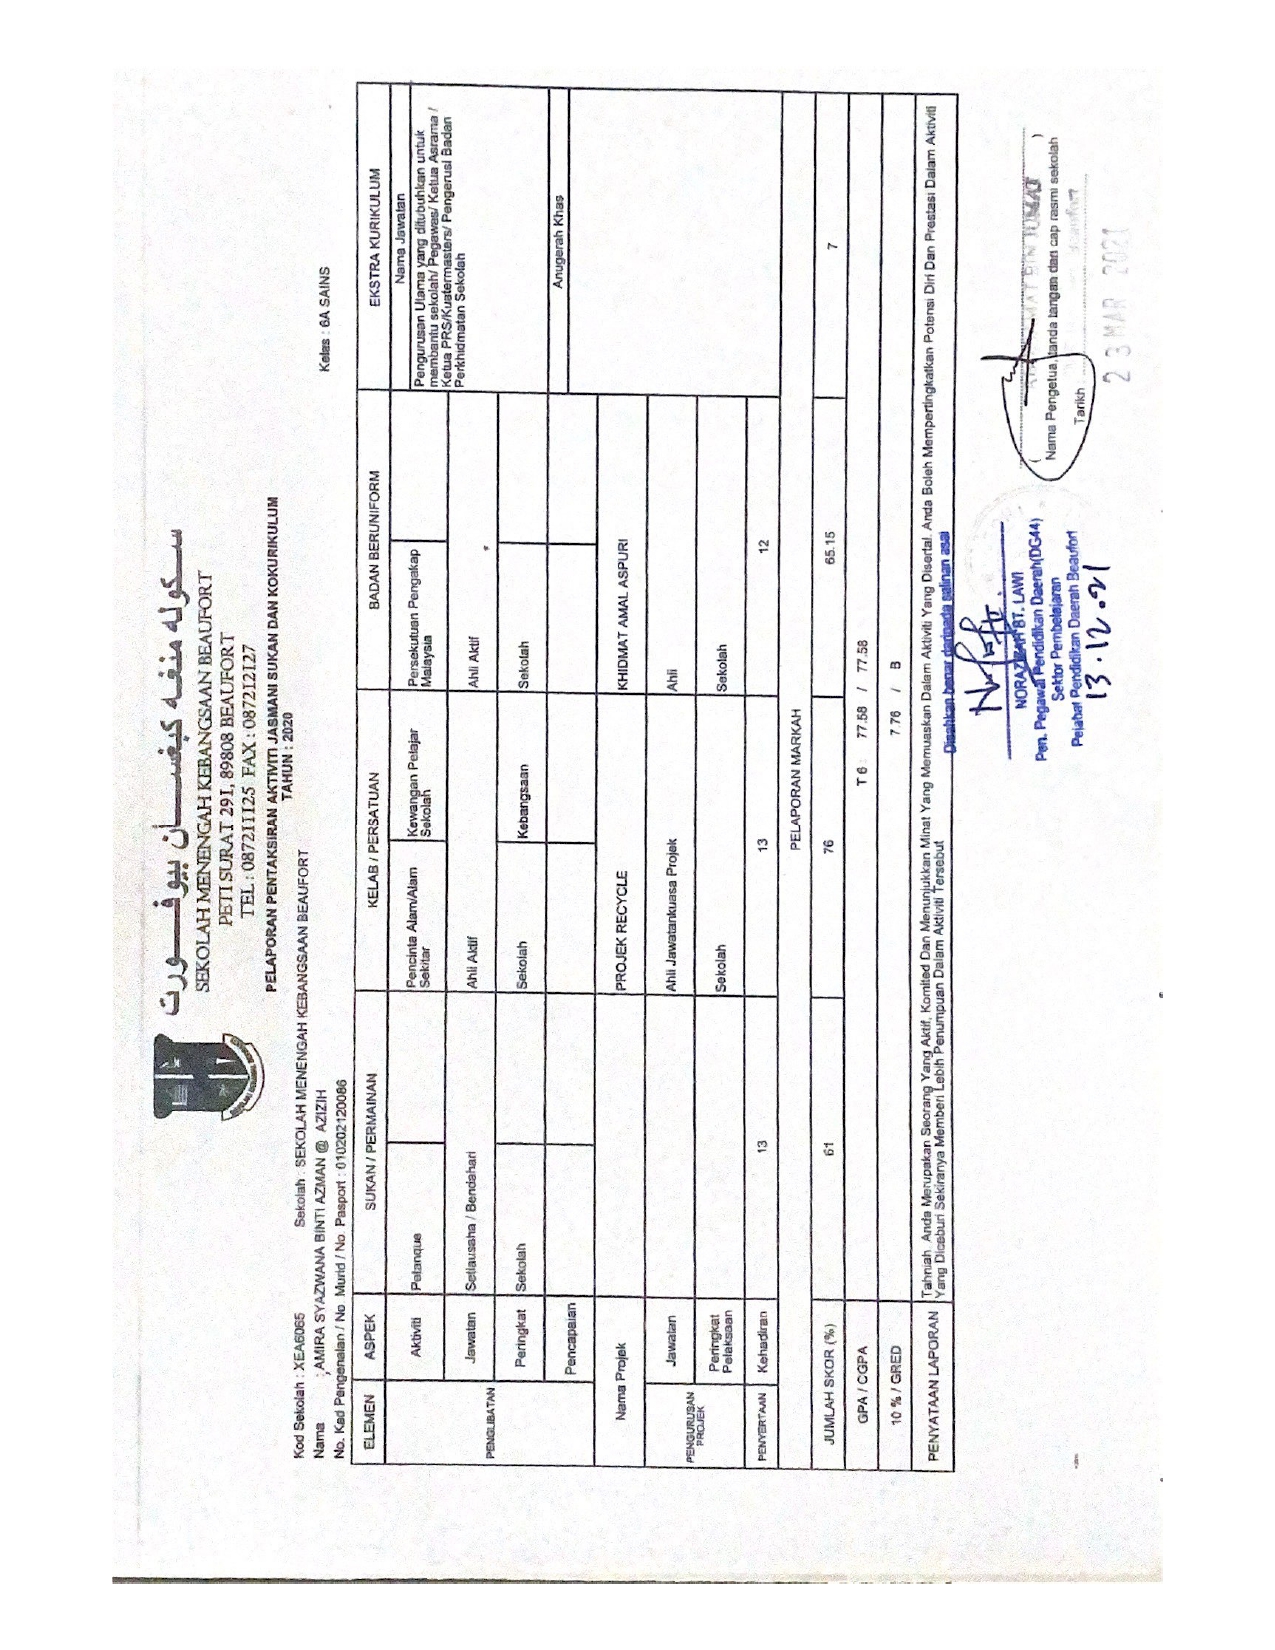 سكوله منغه كبغسأن بيوفورت
SEKOLAH MENENGAH KEBANGSAAN BEAUFORT
PETI SURAT 291, 89808 BEAUFORT
TEL : 087211125 FAX : 087212127
PELAPORAN PENTAKSIRAN AKTIVITI JASMANI SUKAN DAN KOKURIKULUM
TAHUN : 2020
Kod Sekolah : XEA6065 Sekolah : SEKOLAH MENENGAH KEBANGSAAN BEAUFORT
Nama : AMIRA SYAZWANA BINTI AZMAN @ AZIZIH
Kelas : 6A SAINS
No. Kad Pengenalan / No. Murid / No. Pasport : 010202120086
ELEMEN ASPEK SUKAN / PERMAINAN KELAB / PERSATUAN BADAN BERUNIFORM EKSTRA KURIKULUM
PENGLIBATAN
Aktiviti Petanque Pencinta Alam/Alam Sekitar Kewangan Pelajar Sekolah Persekutuan Pengakap Malaysia
Nama Jawatan
Pengurusan Utama yang ditubuhkan untuk
membantu sekolah/ Pegawas/ Ketua Asrama /
Ketua PRS/Kuatermasters/ Pengerusi Badan
Perkhidmatan Sekolah
Jawatan Setiausaha / Bendahari Ahli Aktif Ahli Aktif
Peringkat Sekolah Sekolah Kebangsaan Sekolah
Pencapaian
Anugerah Khas
Nama Projek PROJEK RECYCLE KHIDMAT AMAL ASPURI
PENGURUSAN PROJEK
Jawatan Ahli Jawatankuasa Projek Ahli
Peringkat Pelaksaan Sekolah Sekolah
PENYERTAAN Kehadiran 13 13 12
PELAPORAN MARKAH
JUMLAH SKOR (%) 61 76 65.15 7
GPA / CGPA T 6 : 77.58 / 77.58
10 % / GRED 7.76 / B
PENYATAAN LAPORAN
Tahniah. Anda Merupakan Seorang Yang Aktif, Komited Dan Menunjukkan Minat Yang Memuaskan Dalam Aktiviti Yang Disertai. Anda Boleh Mempertingkatkan Potensi Diri Dan Prestasi Dalam Aktiviti
Yang Diceburi Sekiranya Memberi Lebih Penumpuan Dalam Aktiviti Tersebut
Disahkan benar daripada salinan asal
NORAZIZAH BT. LAWI
Pen. Pegawai Pendidikan Daerah(DG44)
Sektor Pembelajaran
Pejabat Pendidikan Daerah Beaufort
13.12.21
( BIN JUMAT )
Nama Pengetua, tanda tangan dan cap rasmi sekolah
Beaufort
Tarikh :
23 MAR 2021